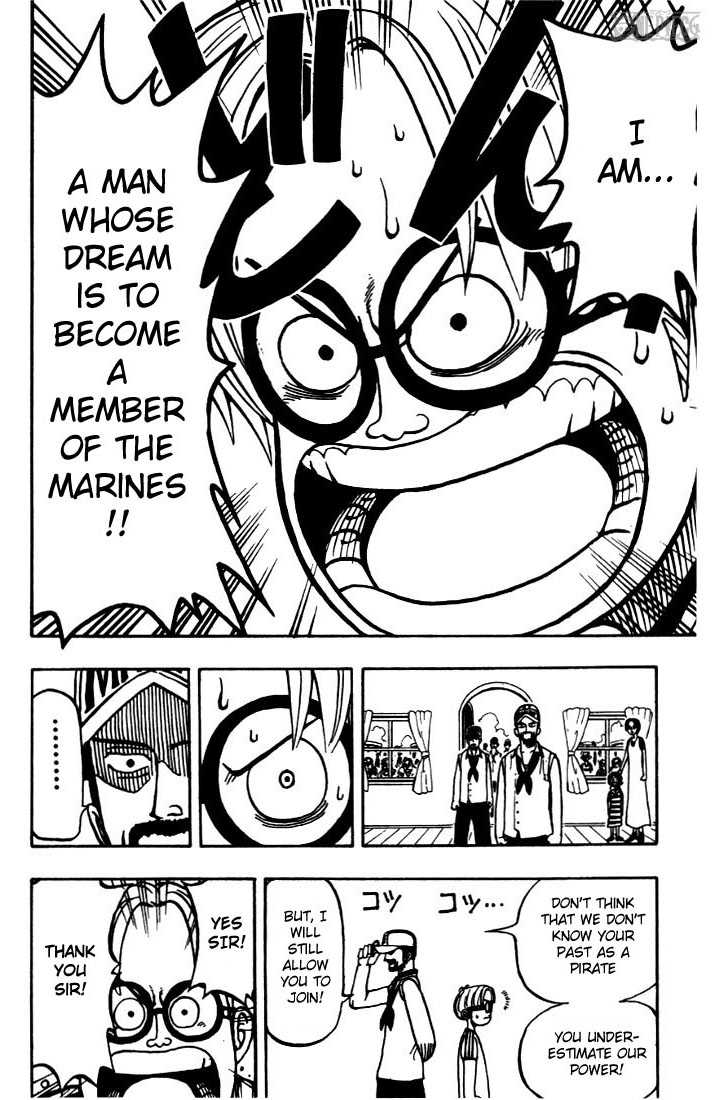 I
AM...
A MAN
WHOSE
DREAM
IS TO
BECOME
A
MEMBER
OF THE
MARINES
!!
........
M
DON'T THINK
THAT WE DON'T
KNOW YOUR
PAST AS A
PIRATE
YOU UNDER-
ESTIMATE OUR
POWER!
コツ
コツ...
BUT, I
WILL
STILL
ALLOW YOU
TO JOIN!
YES
SIR!
THANK
YOU
SIR!